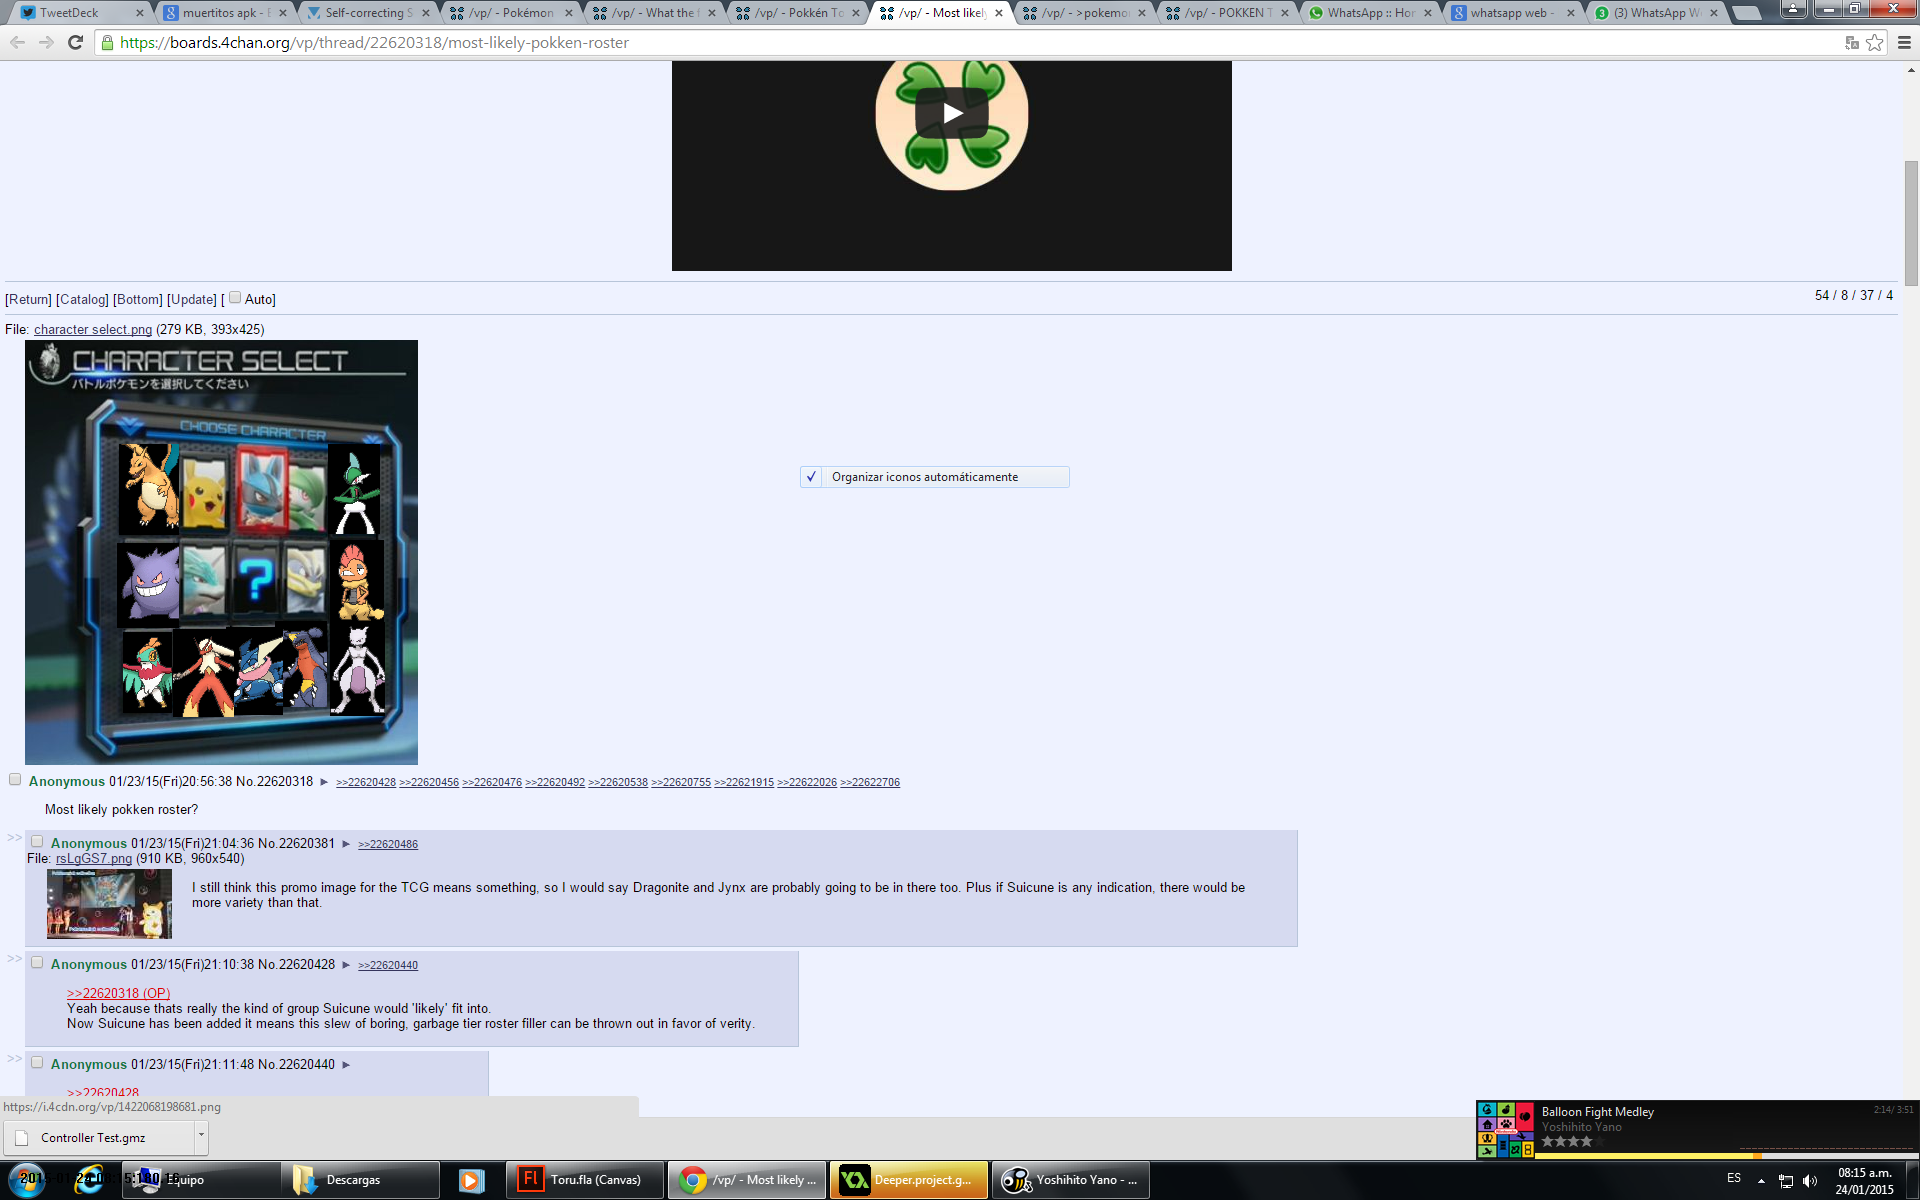 TweetDeck
muertitos apk - B
Self-correcting S
/vp/ - Pokémon
/vp/ - What the f
/vp/ - Pokkén To
/vp/ - Most likely
/vp/ - >pokemo
/vp/ - POKKEN T
WhatsApp :: Hor
whatsapp web -
(3) WhatsApp W
https://boards.4chan.org/vp/thread/22620318/most-likely-pokken-roster
[Return] [Catalog] [Bottom] [Update] [ Auto]
54 / 8 / 37 / 4
File: character select.png (279 KB, 393x425)
CHARACTER SELECT
バトルポケモンを選択してください
CHOOSE CHARACTER
?
Organizar iconos automáticamente
Anonymous 01/23/15(Fri)20:56:38 No.22620318 ► >>22620428 >>22620456 >>22620476 >>22620492 >>22620538 >>22620755 >>22621915 >>22622026 >>22622706
Most likely pokken roster?
>> Anonymous 01/23/15(Fri)21:04:36 No.22620381 ► >>22620486
File: rsLgGS7.png (910 KB, 960x540)
I still think this promo image for the TCG means something, so I would say Dragonite and Jynx are probably going to be in there too. Plus if Suicune is any indication, there would be
more variety than that.
>> Anonymous 01/23/15(Fri)21:10:38 No.22620428 ► >>22620440
>>22620318 (OP)
Yeah because thats really the kind of group Suicune would 'likely' fit into.
Now Suicune has been added it means this slew of boring, garbage tier roster filler can be thrown out in favor of verity.
>> Anonymous 01/23/15(Fri)21:11:48 No.22620440 ►
>>22620428
https://i.4cdn.org/vp/1422068198681.png
Controller Test.gmz
Balloon Fight Medley
2:14/ 3:51
Yoshihito Yano
Equipo
Descargas
Toru.fla (Canvas)
/vp/ - Most likely ...
Deeper.project.g...
Yoshihito Yano - ...
ES
08:15 a.m.
24/01/2015